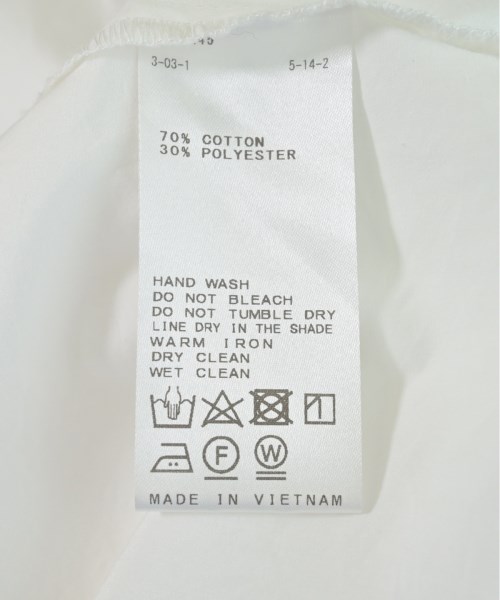 3-03-1 5-14-2
70% COTTON
30% POLYESTER
HAND WASH
DO NOT BLEACH
DO NOT TUMBLE DRY
LINE DRY IN THE SHADE
WARM IRON
DRY CLEAN
WET CLEAN
F W
MADE IN VIETNAM